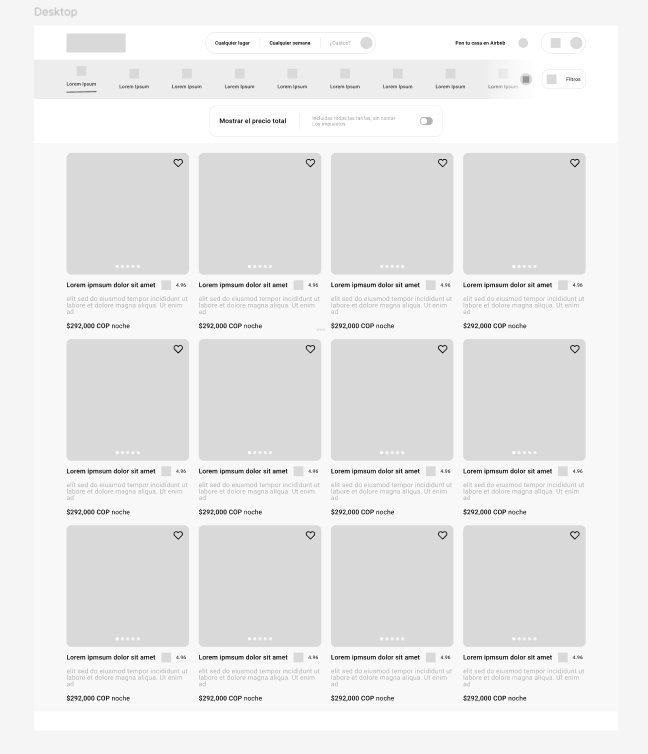 Desktop
Cualquier lugar Cualquier semana ¿Cuátos? Pon tu casa en Airbnb
Lorem Ipsum Lorem Ipsum Lorem Ipsum Lorem Ipsum Lorem Ipsum Lorem Ipsum Lorem Ipsum Lorem Ipsum Lorem Ipsum Filtros
Mostrar el precio total Incluidas todas las tarifas, sin contar
Los impuestos
Lorem ipmsum dolor sit amet 4.96 Lorem ipmsum dolor sit amet 4.96 Lorem ipmsum dolor sit amet 4.96 Lorem ipmsum dolor sit amet 4.96
elit sed do eiusmod tempor incididunt ut elit sed do eiusmod tempor incididunt ut elit sed do eiusmod tempor incididunt ut elit sed do eiusmod tempor incididunt ut
labore et dolore magna aliqua. Ut enim labore et dolore magna aliqua. Ut enim labore et dolore magna aliqua. Ut enim labore et dolore magna aliqua. Ut enim
ad ad ad ad
$292,000 COP noche $292,000 COP noche $292,000 COP noche $292,000 COP noche
Lorem ipmsum dolor sit amet 4.96 Lorem ipmsum dolor sit amet 4.96 Lorem ipmsum dolor sit amet 4.96 Lorem ipmsum dolor sit amet 4.96
elit sed do eiusmod tempor incididunt ut elit sed do eiusmod tempor incididunt ut elit sed do eiusmod tempor incididunt ut elit sed do eiusmod tempor incididunt ut
labore et dolore magna aliqua. Ut enim labore et dolore magna aliqua. Ut enim labore et dolore magna aliqua. Ut enim labore et dolore magna aliqua. Ut enim
ad ad ad ad
$292,000 COP noche $292,000 COP noche $292,000 COP noche $292,000 COP noche
Lorem ipmsum dolor sit amet 4.96 Lorem ipmsum dolor sit amet 4.96 Lorem ipmsum dolor sit amet 4.96 Lorem ipmsum dolor sit amet 4.96
elit sed do eiusmod tempor incididunt ut elit sed do eiusmod tempor incididunt ut elit sed do eiusmod tempor incididunt ut elit sed do eiusmod tempor incididunt ut
labore et dolore magna aliqua. Ut enim labore et dolore magna aliqua. Ut enim labore et dolore magna aliqua. Ut enim labore et dolore magna aliqua. Ut enim
ad ad ad ad
$292,000 COP noche $292,000 COP noche $292,000 COP noche $292,000 COP noche